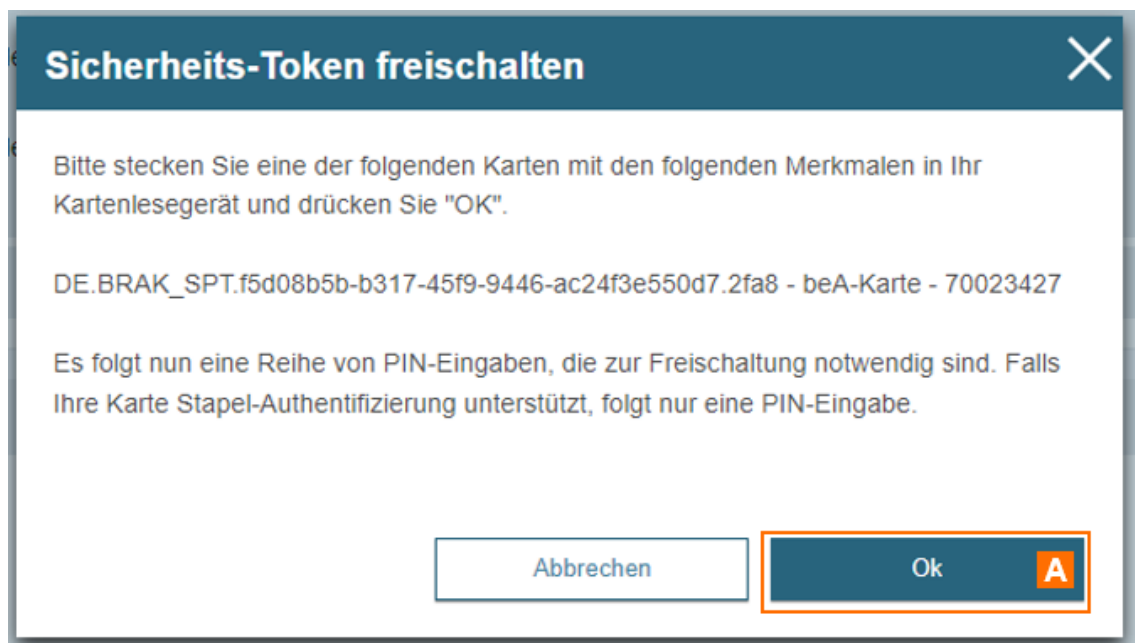 Sicherheits-Token freischalten
Bitte stecken Sie eine der folgenden Karten mit den folgenden Merkmalen in Ihr
Kartenlesegerät und drücken Sie "OK".
DE.BRAK_SPT.f5d08b5b-b317-45f9-9446-ac24f3e550d7.2fa8 - beA-Karte - 70023427
Es folgt nun eine Reihe von PIN-Eingaben, die zur Freischaltung notwendig sind. Falls
Ihre Karte Stapel-Authentifizierung unterstützt, folgt nur eine PIN-Eingabe.
Abbrechen
Ok A